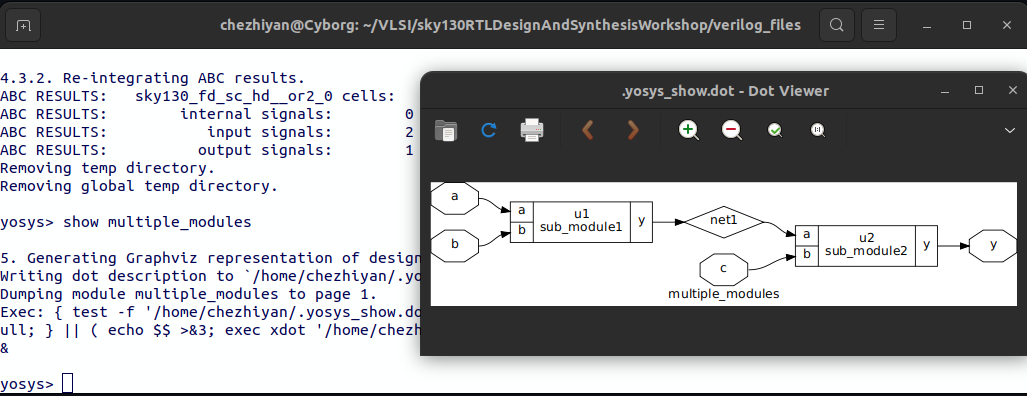 chezhiyan@Cyborg: ~/VLSI/sky130RTLDesignAndSynthesisWorkshop/verilog_files
4.3.2. Re-integrating ABC results.
ABC RESULTS:   sky130_fd_sc_hd__or2_0 cells:
ABC RESULTS:        internal signals:        0
ABC RESULTS:           input signals:        2
ABC RESULTS:          output signals:        1
Removing temp directory.
Removing global temp directory.
yosys> show multiple_modules
5. Generating Graphviz representation of design
Writing dot description to `/home/chezhiyan/.yo
Dumping module multiple_modules to page 1.
Exec: { test -f '/home/chezhiyan/.yosys_show.do
ull; } || ( echo $$ >&3; exec xdot '/home/chezh
&
yosys>
.yosys_show.dot - Dot Viewer
a
b
a
b
u1
sub_module1
y
net1
c
a
b
u2
sub_module2
y
y
multiple_modules